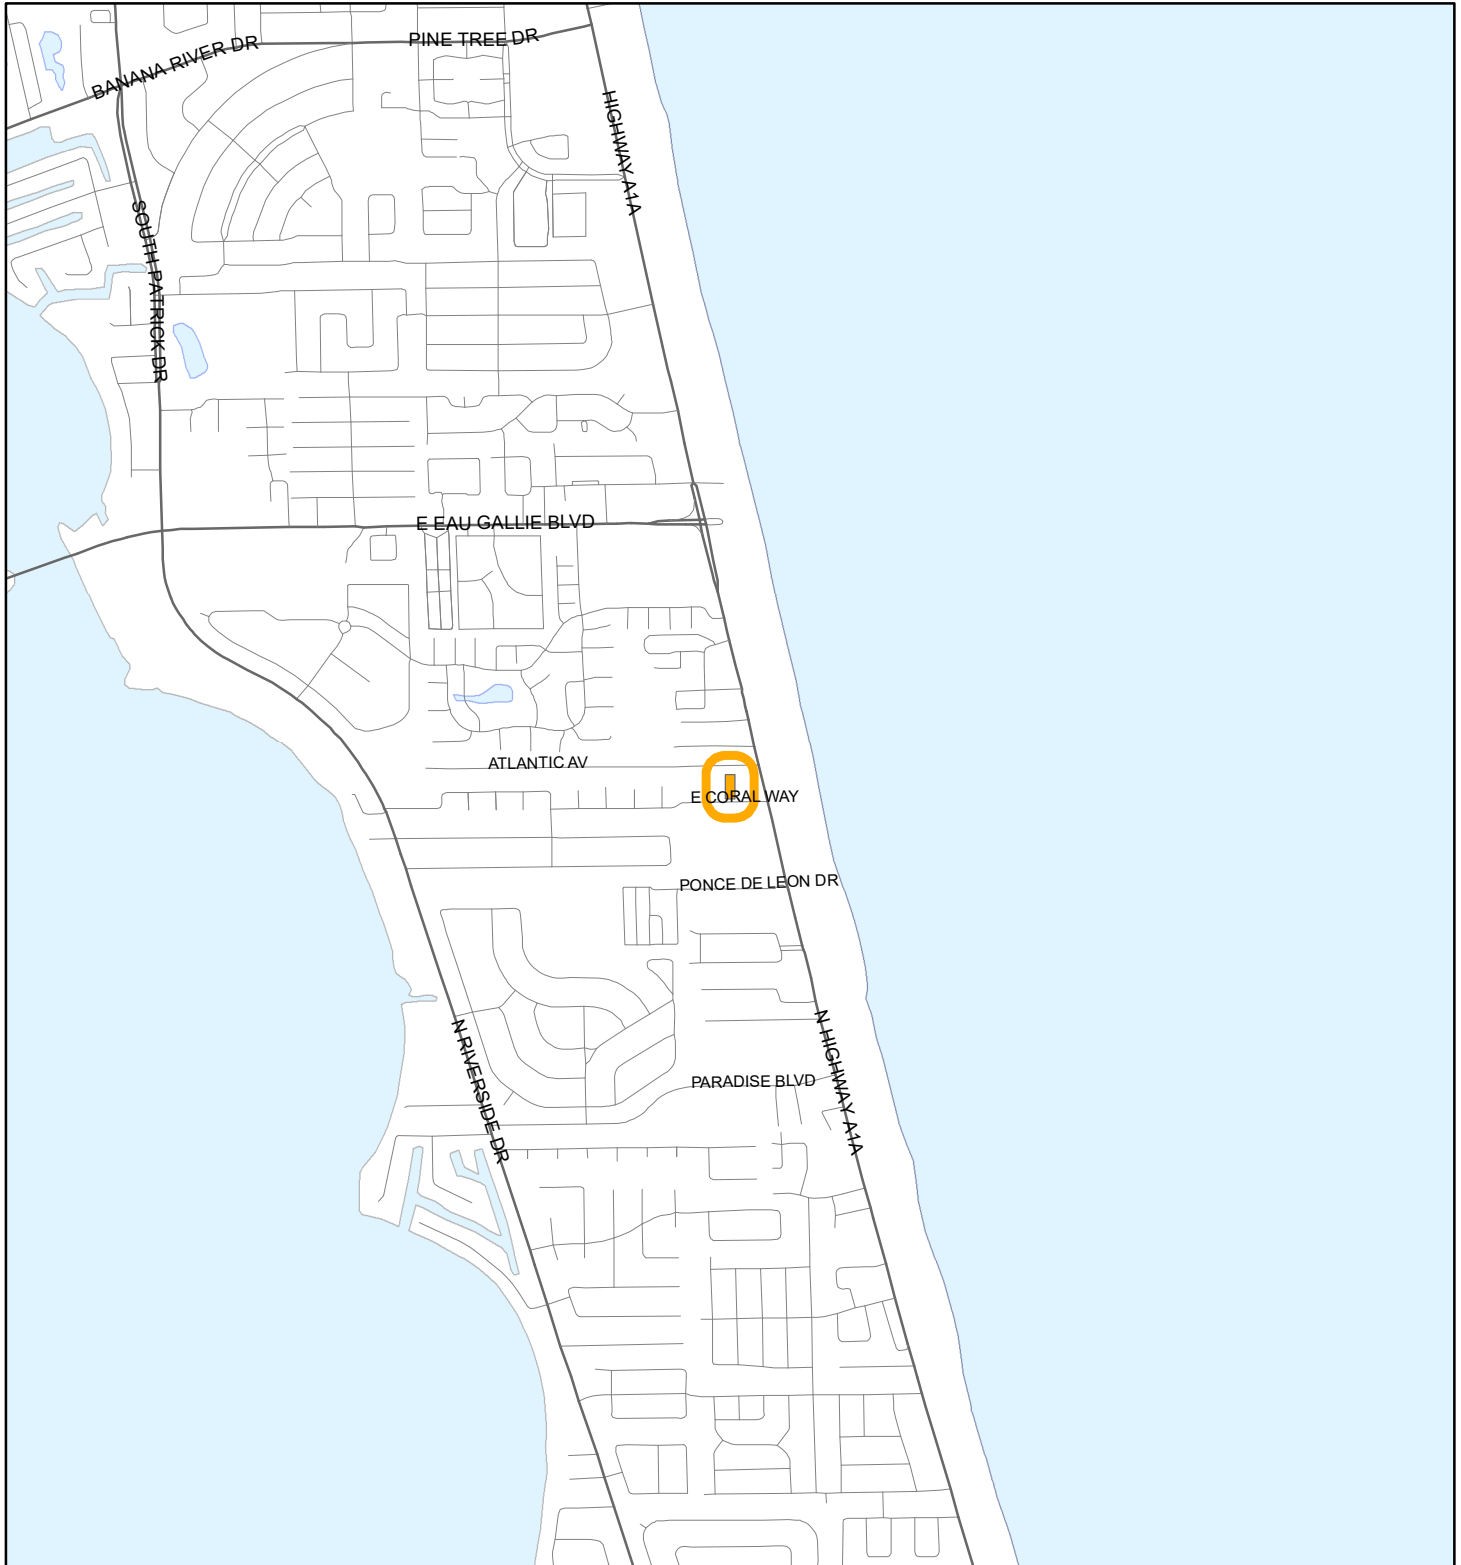 PINE TREE DR
BANANA RIVER DR
HIGHWAY A1A
SOUTH PATRICK DR
E EAU GALLIE BLVD
ATLANTIC AV
E CORAL WAY
PONCE DE LEON DR
N HIGHWAY A1A
N RIVERSIDE DR
PARADISE BLVD